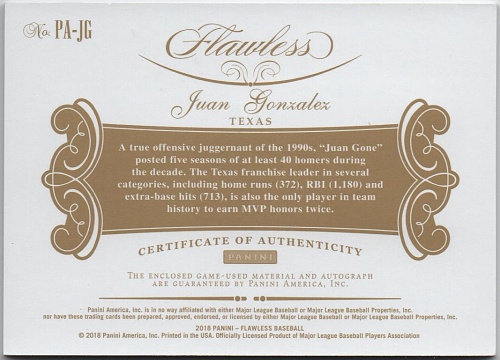 No. PA-JG
Flawless
Juan Gonzalez
TEXAS
A true offensive juggernaut of the 1990s, “Juan Gone”
posted five seasons of at least 40 homers during
the decade. The Texas franchise leader in several
categories, including home runs (372), RBI (1,180) and
extra-base hits (713), is also the only player in team
history to earn MVP honors twice.
CERTIFICATE OF AUTHENTICITY
PANINI
THE ENCLOSED GAME-USED MATERIAL AND AUTOGRAPH
ARE GUARANTEED BY PANINI AMERICA, INC.
Panini America, Inc. is in no way affiliated with either Major League Baseball or Major League Baseball Properties, Inc.
nor have these trading cards been prepared, approved, endorsed, or licensed by either Major League Baseball or Major League Baseball Properties, Inc.
2018 PANINI – FLAWLESS BASEBALL
© 2018 Panini America, Inc. Printed in the USA. Officially Licensed Product of Major League Baseball Players Association